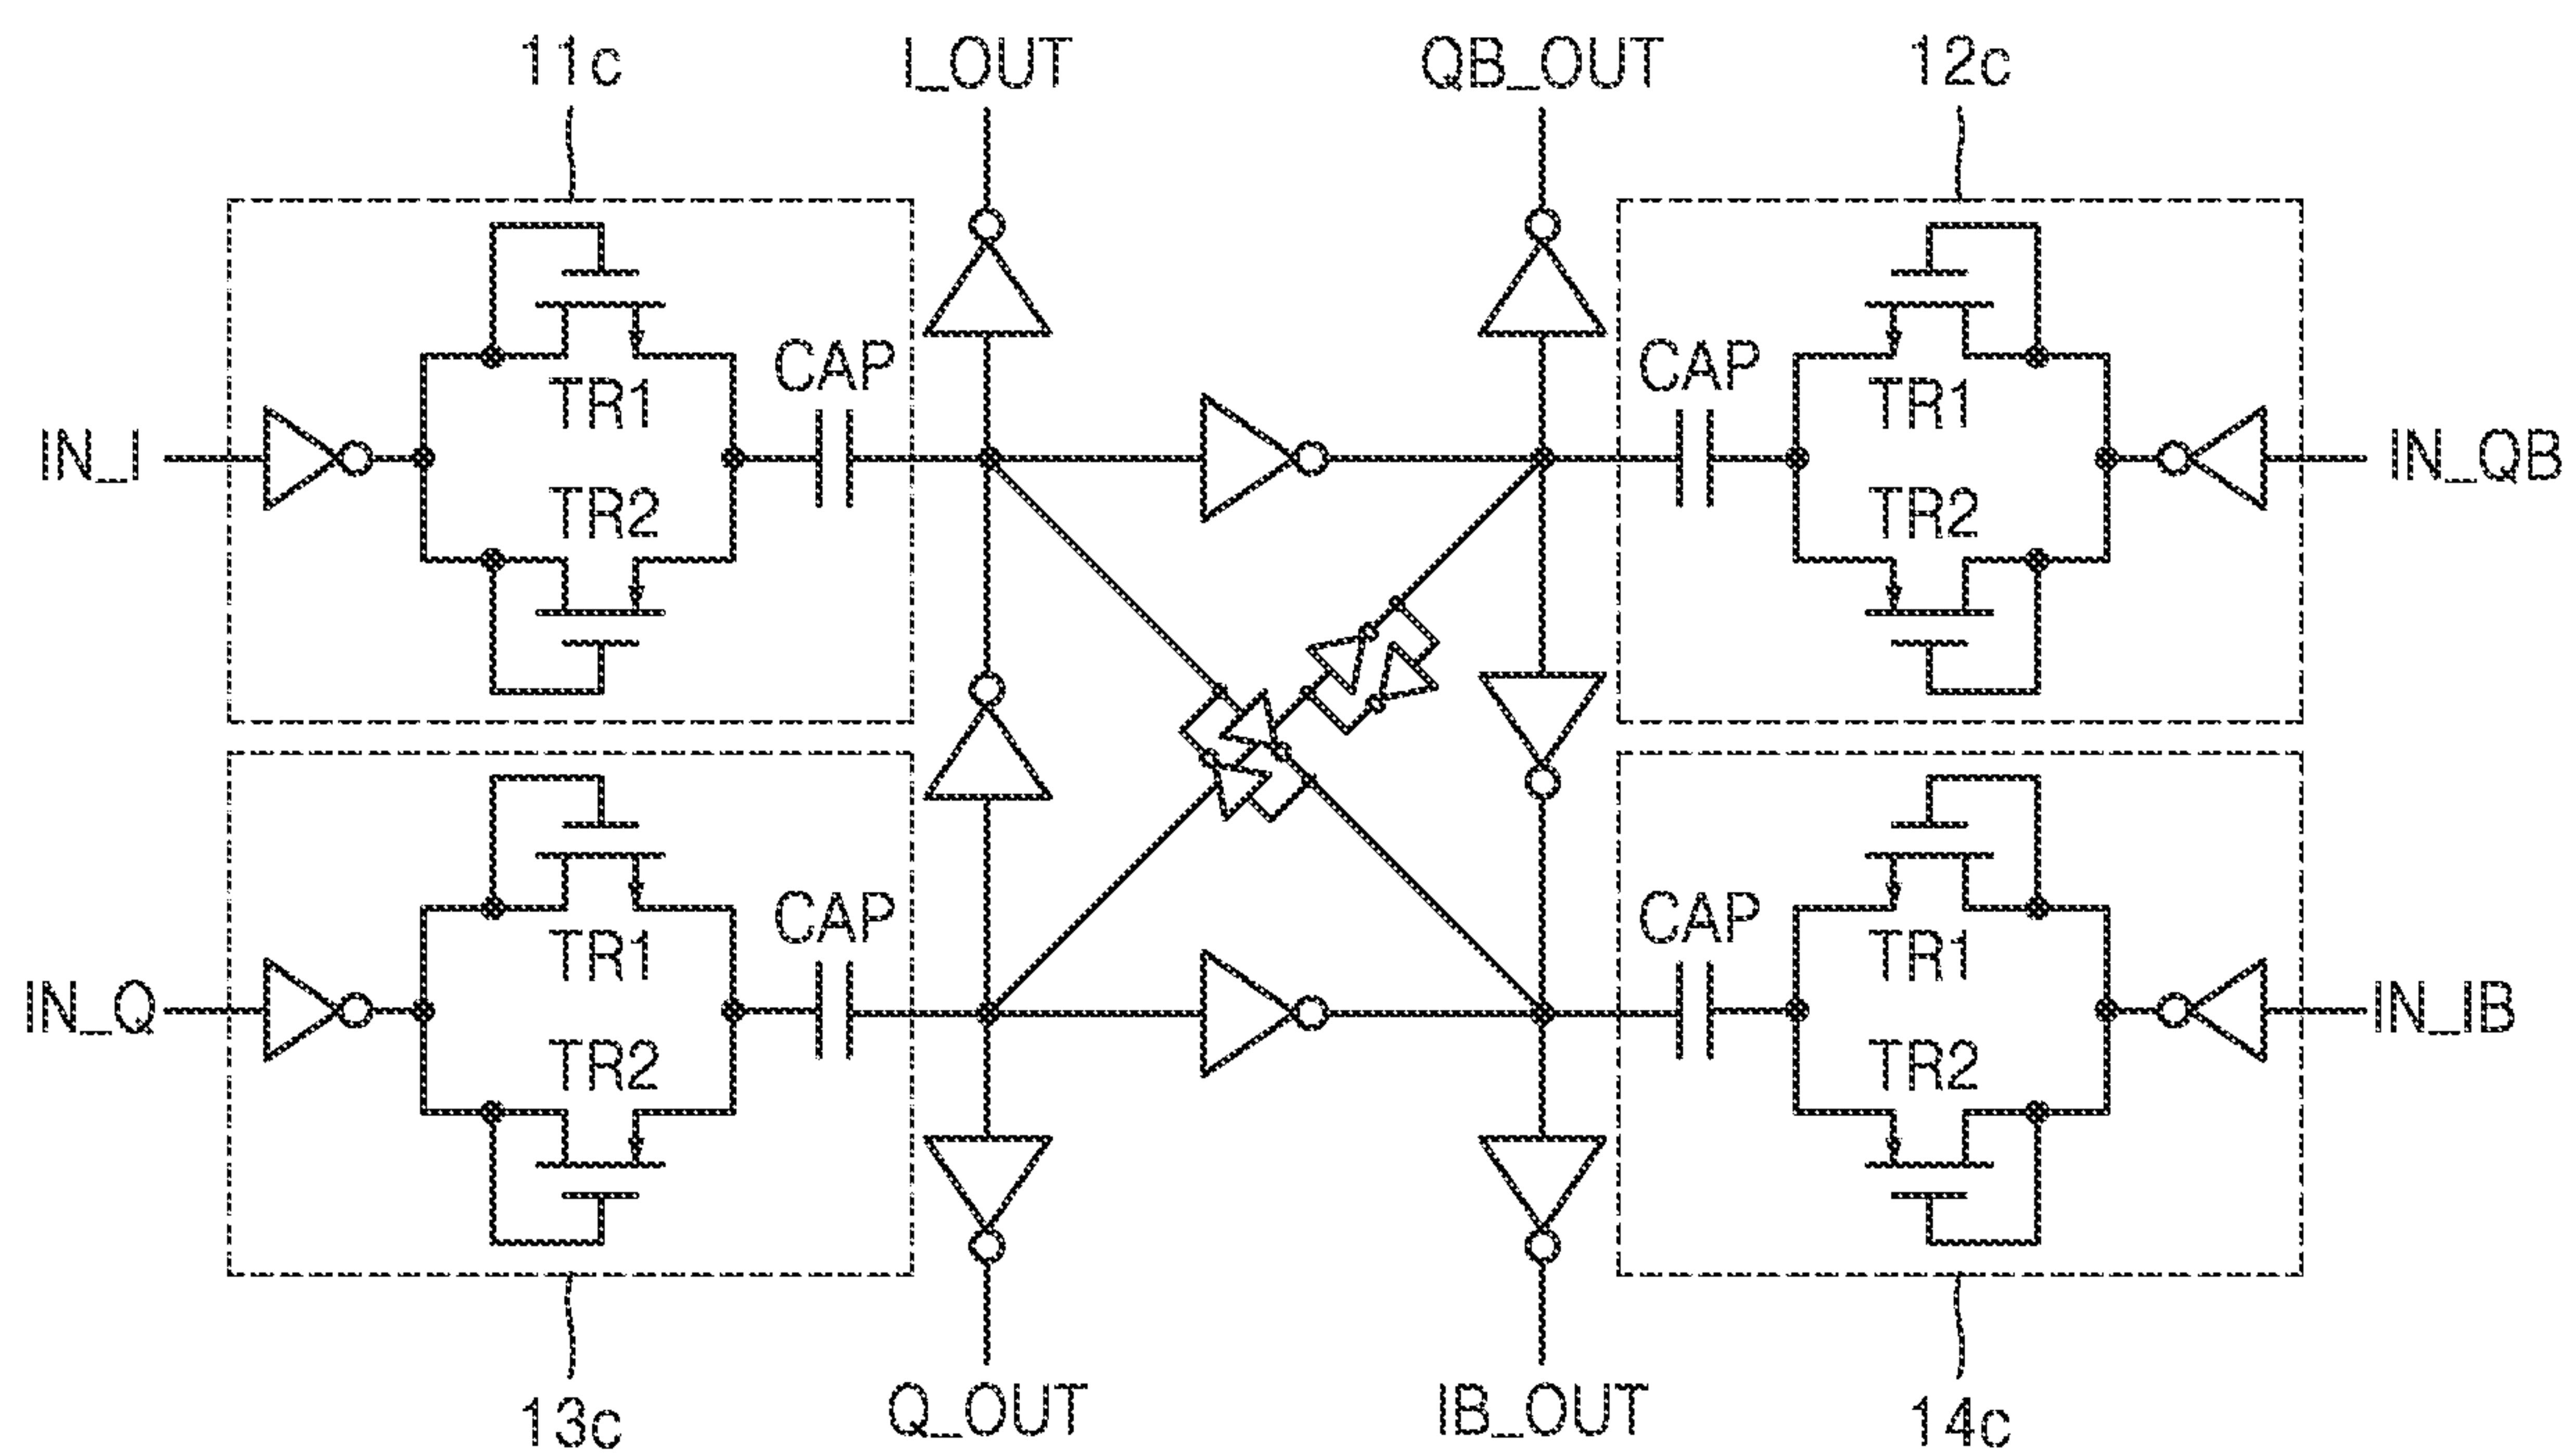 11c
I_OUT
QB_OUT
12c
CAP
TR1
TR2
IN_I
CAP
TR1
TR2
IN_QB
CAP
TR1
TR2
IN_Q
CAP
TR1
TR2
IN_IB
13c
Q_OUT
IB_OUT
14c